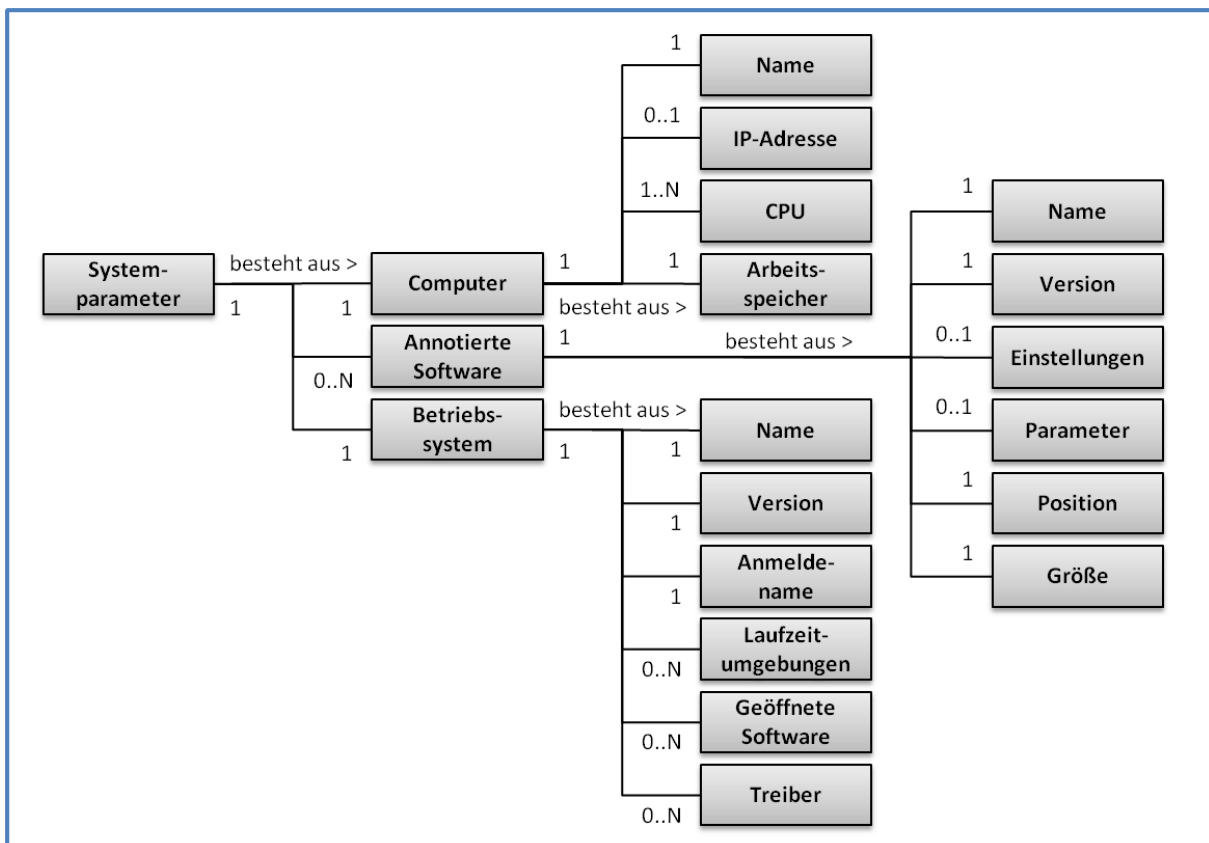 1
Name
0..1
IP-Adresse
1..N
CPU
1
Name
System-
parameter
besteht aus >
1
1
Computer
1
1
besteht aus >
Arbeits-
speicher
1
Version
0..N
Annotierte
Software
1
besteht aus >
0..1
Einstellungen
1
Betriebs-
system
besteht aus >
1
1
Name
0..1
Parameter
1
Version
1
Position
1
Anmelde-
name
1
Größe
0..N
Laufzeit-
umgebungen
0..N
Geöffnete
Software
0..N
Treiber